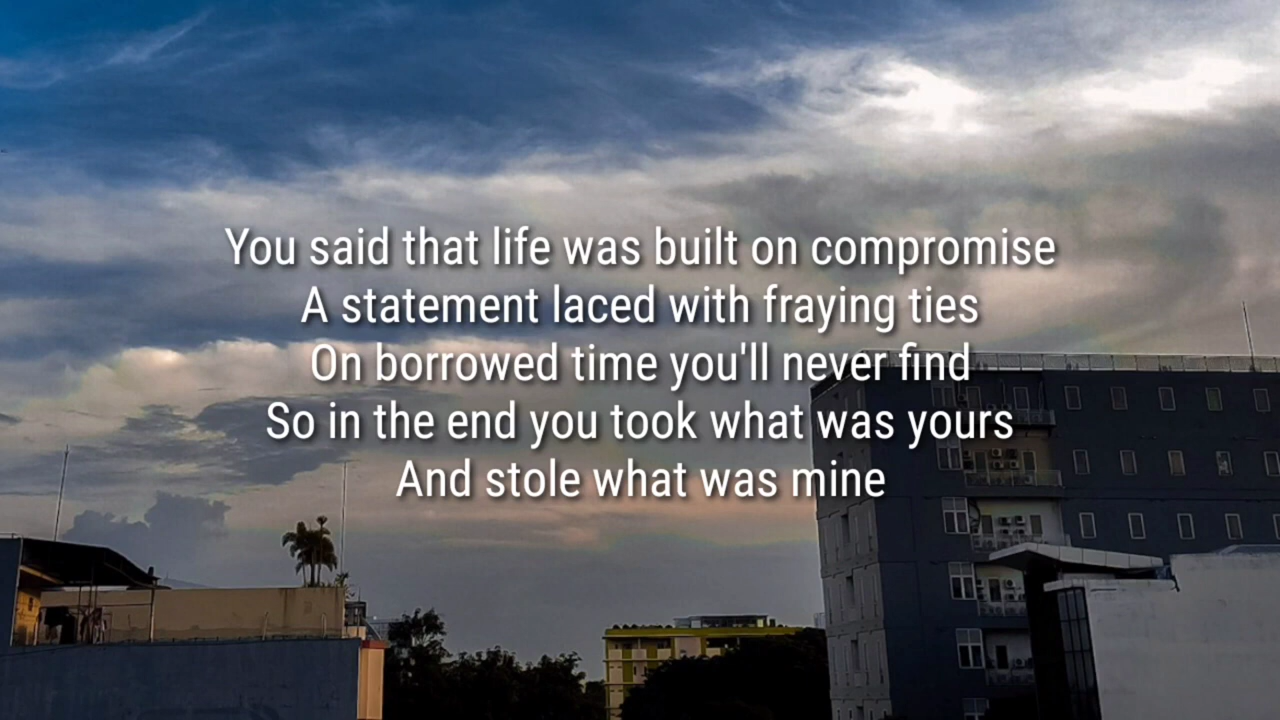 You said that life was built on compromise
A statement laced with fraying ties
On borrowed time you'll never find
So in the end you took what was yours
And stole what was mine